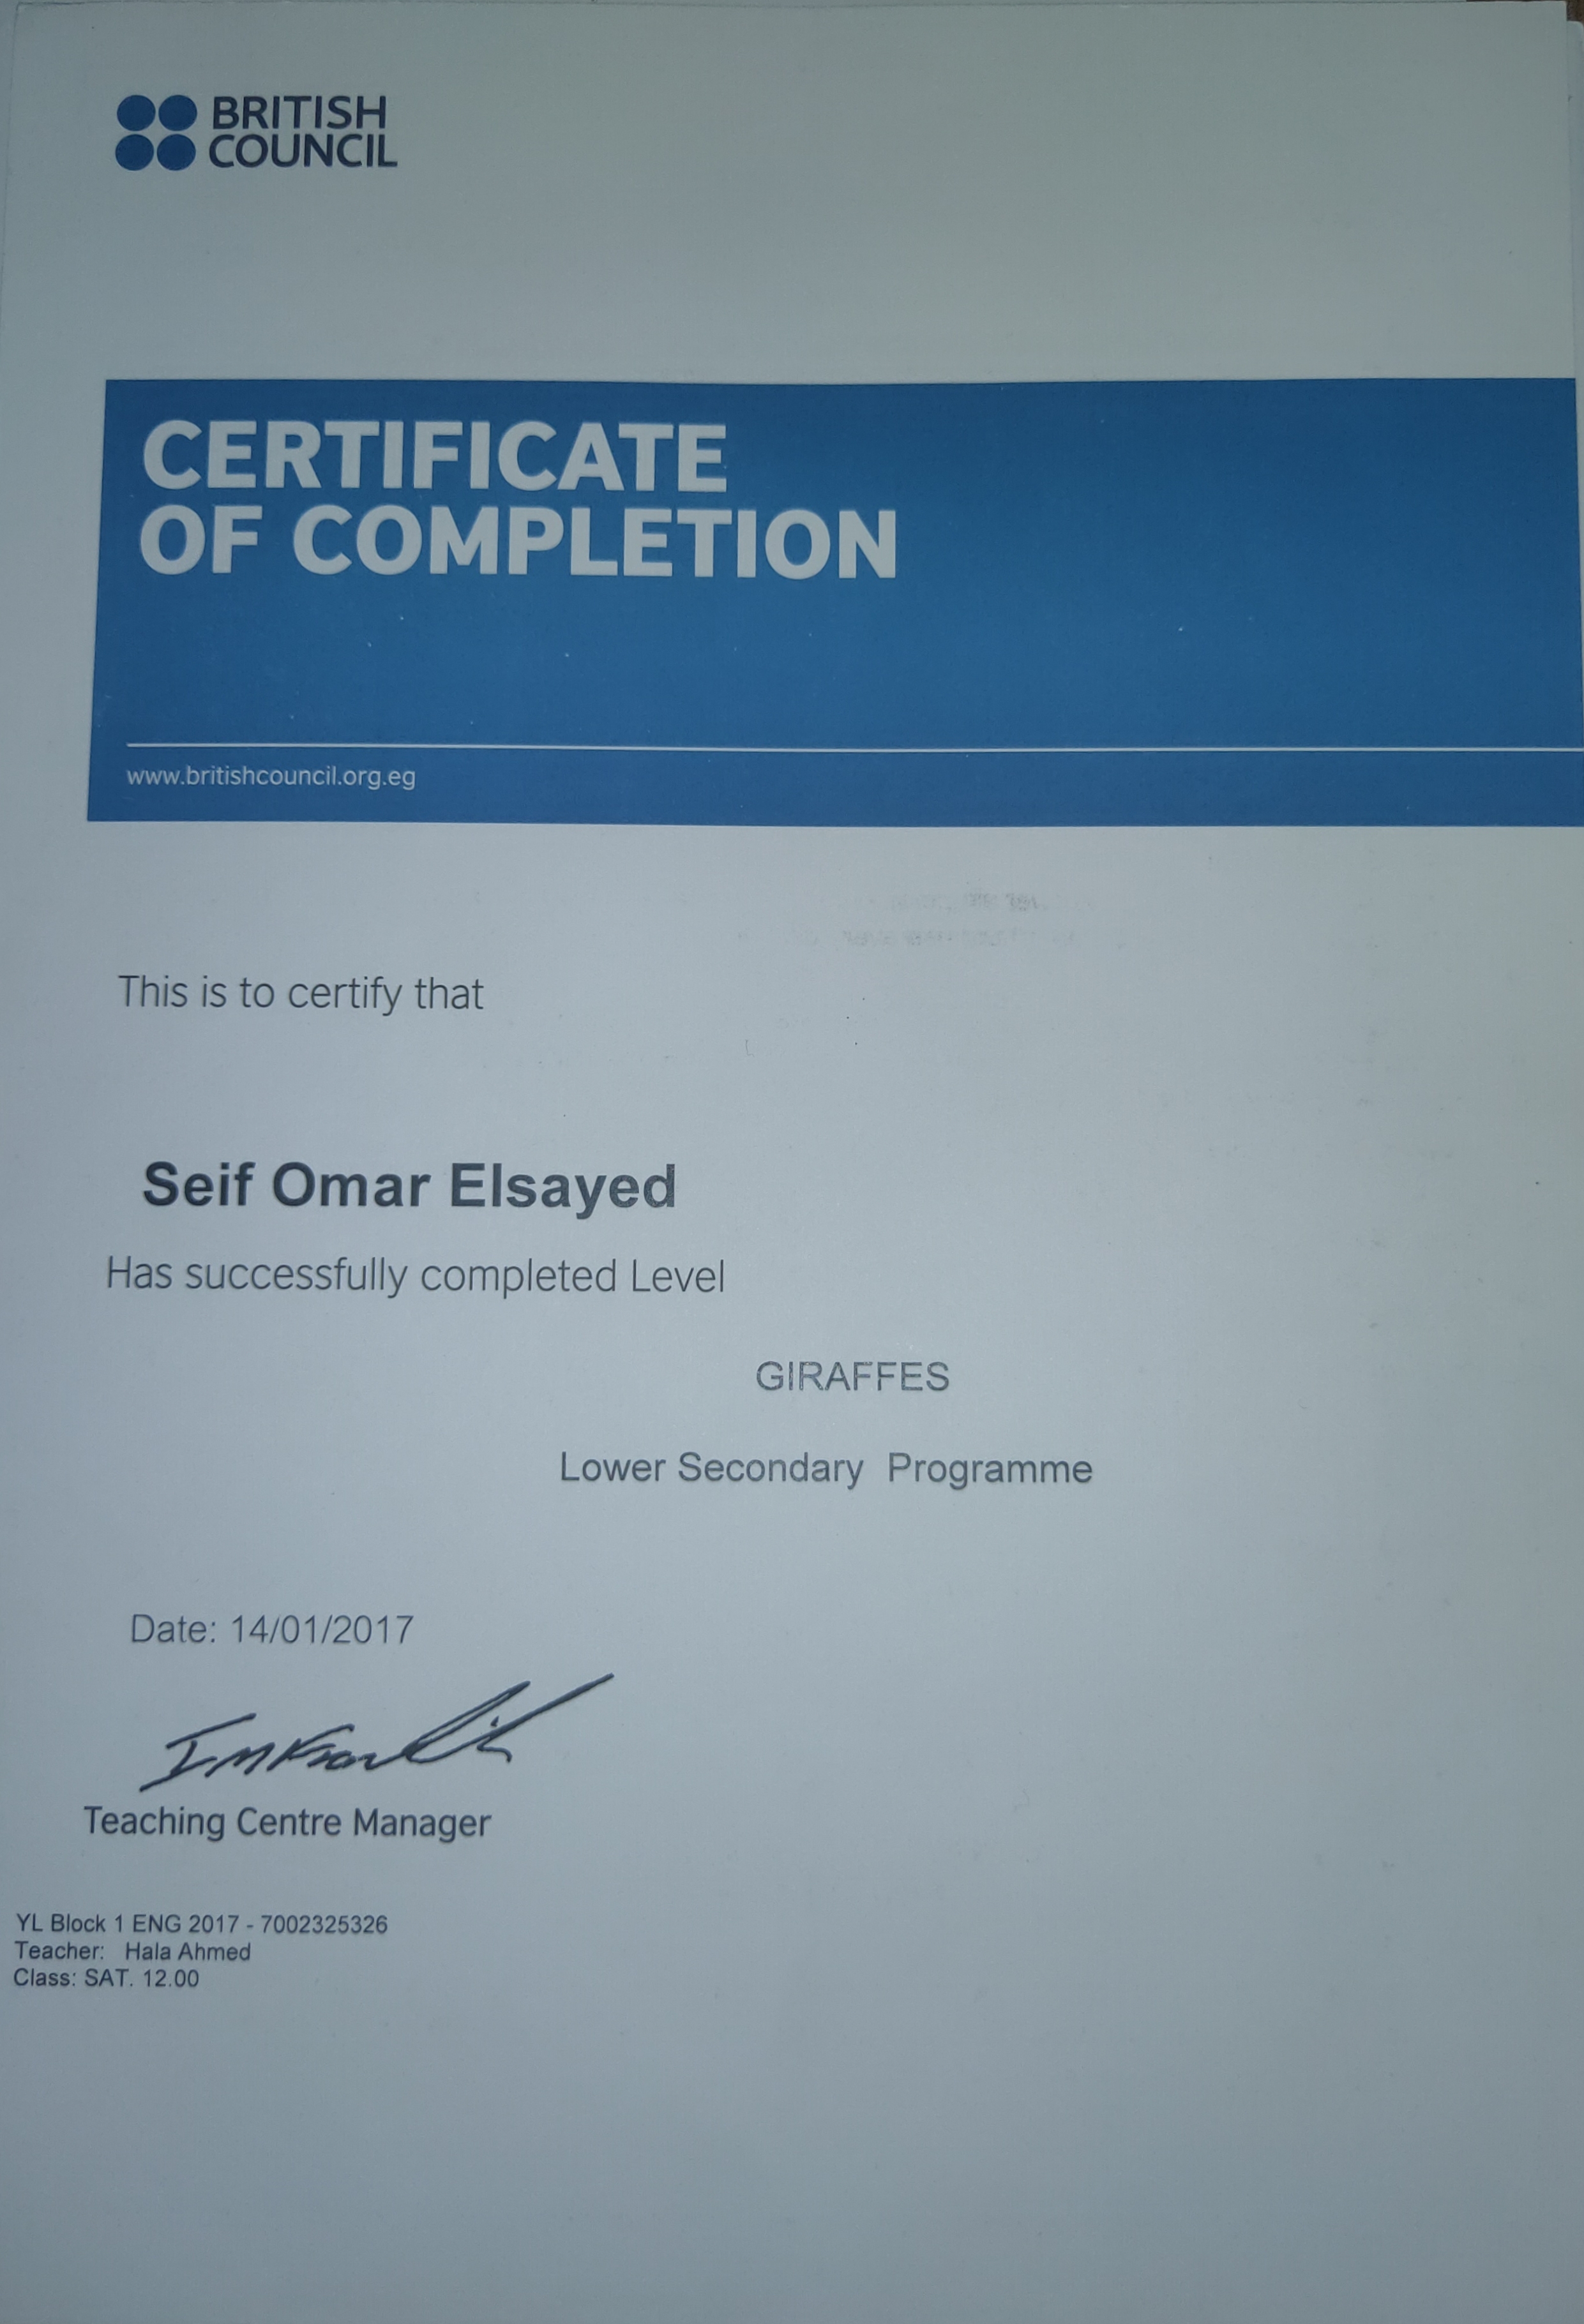 BRITISH
COUNCIL
CERTIFICATE
OF COMPLETION
www.britishcouncil.org.eg
This is to certify that
Seif Omar Elsayed
Has successfully completed Level
GIRAFFES
Lower Secondary Programme
Date: 14/01/2017
Teaching Centre Manager
YL Block 1 ENG 2017 - 7002325326
Teacher: Hala Ahmed
Class: SAT. 12.00